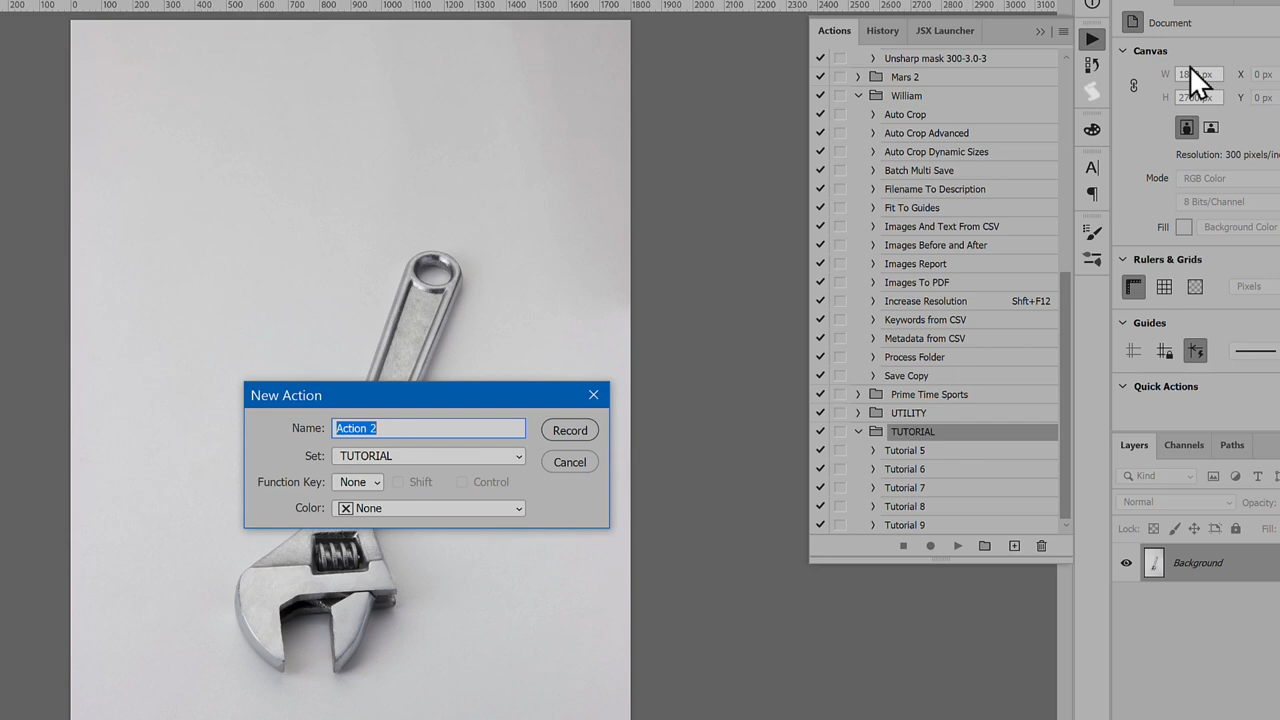 200 100 0 100 200 300 400 500 600 700 800 900 1000 1100 1200 1300 1400 1500 1600 1700 1800 1900 2000 2100 2200 2300 2400 2500 2600 2700 2800 2900 3000 3100
Actions History JSX Launcher
Unsharp mask 300-3.0-3
Mars 2
William
Auto Crop
Auto Crop Advanced
Auto Crop Dynamic Sizes
Batch Multi Save
Filename To Description
Fit To Guides
Images And Text From CSV
Images Before and After
Images Report
Images To PDF
Increase Resolution Shft+F12
Keywords from CSV
Metadata from CSV
Process Folder
Save Copy
Prime Time Sports
UTILITY
TUTORIAL
Tutorial 5
Tutorial 6
Tutorial 7
Tutorial 8
Tutorial 9
New Action
Name: Action 2
Record
Set: TUTORIAL
Cancel
Function Key: None Shift Control
Color: None
Document
Canvas
W px X 0 px
H px Y 0 px
Resolution: 300 pixels/in
Mode RGB Color
8 Bits/Channel
Fill Background Color
Rulers & Grids
Pixels
Guides
Quick Actions
Layers Channels Paths
Kind
Normal Opacity:
Lock: Fill:
Background